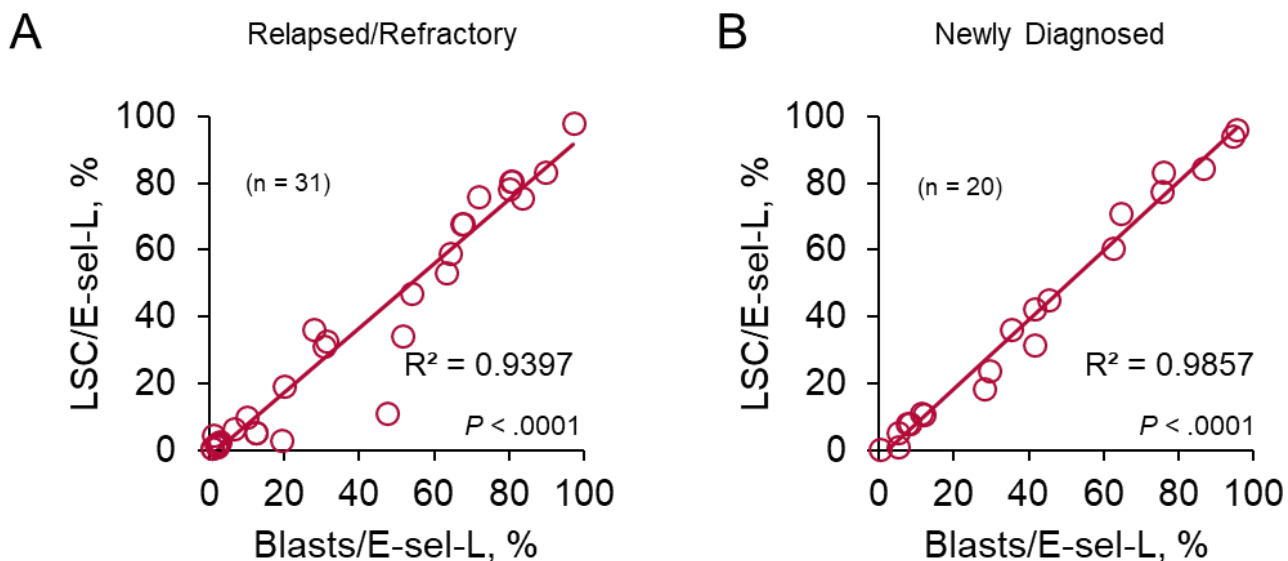 A
Relapsed/Refractory
LSC/E-sel-L, %
100
80
60
40
20
0
(n = 31)
R² = 0.9397
P < .0001
0 20 40 60 80 100
Blasts/E-sel-L, %
B
Newly Diagnosed
LSC/E-sel-L, %
100
80
60
40
20
0
(n = 20)
R² = 0.9857
P < .0001
0 20 40 60 80 100
Blasts/E-sel-L, %